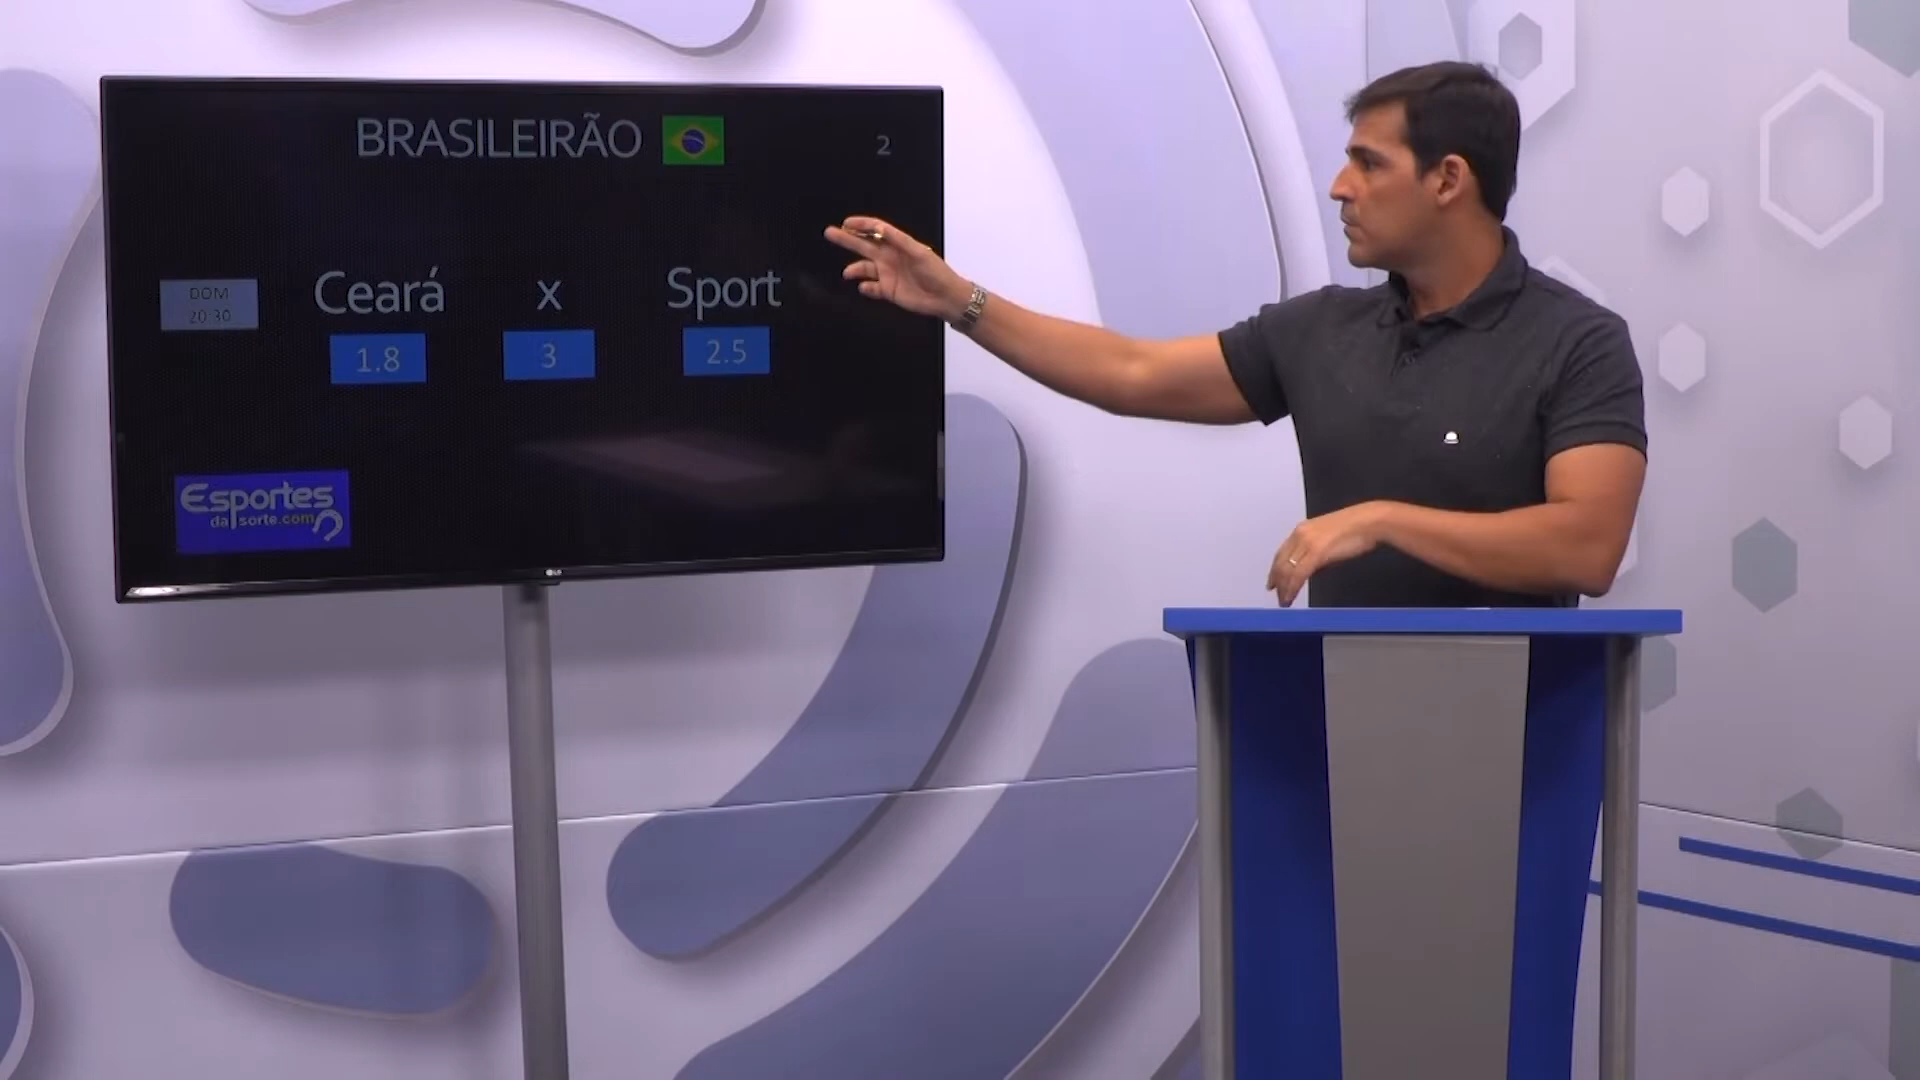 BRASILEIRÃO
2
DOM
20:30
Ceará x Sport
1.8 3 2.5
Esportes
da sorte.com
LG